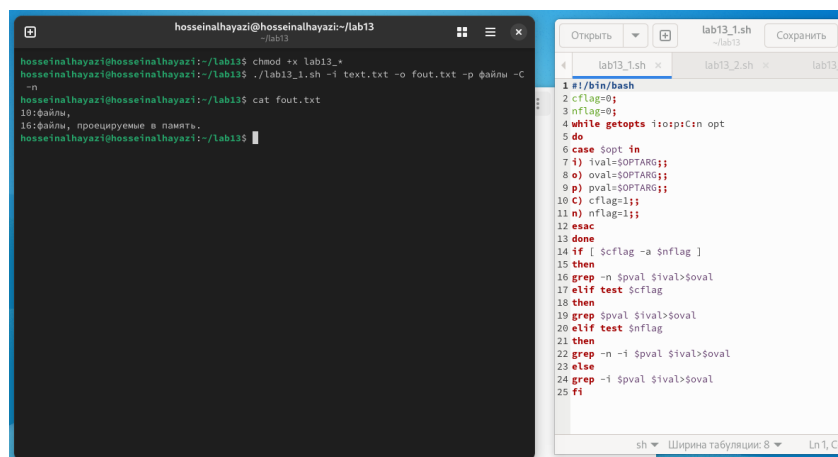 hosseinalhayazi@hosseinalhayazi:~/lab13
~/lab13
hosseinalhayazi@hosseinalhayazi:~/lab13$ chmod +x lab13_*
hosseinalhayazi@hosseinalhayazi:~/lab13$ ./lab13_1.sh -i text.txt -o fout.txt -p файлы -C
-n
hosseinalhayazi@hosseinalhayazi:~/lab13$ cat fout.txt
10:файлы,
16:файлы, проецируемые в память.
hosseinalhayazi@hosseinalhayazi:~/lab13$
Открыть
lab13_1.sh
~/lab13
Сохранить
lab13_1.sh × lab13_2.sh × lab13
1 #!/bin/bash
2 cflag=0;
3 nflag=0;
4 while getopts i:o:p:C:n opt
5 do
6 case $opt in
7 i) ival=$OPTARG;;
8 o) oval=$OPTARG;;
9 p) pval=$OPTARG;;
10 C) cflag=1;;
11 n) nflag=1;;
12 esac
13 done
14 if [ $cflag -a $nflag ]
15 then
16 grep -n $pval $ival>$oval
17 elif test $cflag
18 then
19 grep $pval $ival>$oval
20 elif test $nflag
21 then
22 grep -n -i $pval $ival>$oval
23 else
24 grep -i $pval $ival>$oval
25 fi
sh Ширина табуляции: 8 Ln 1, C